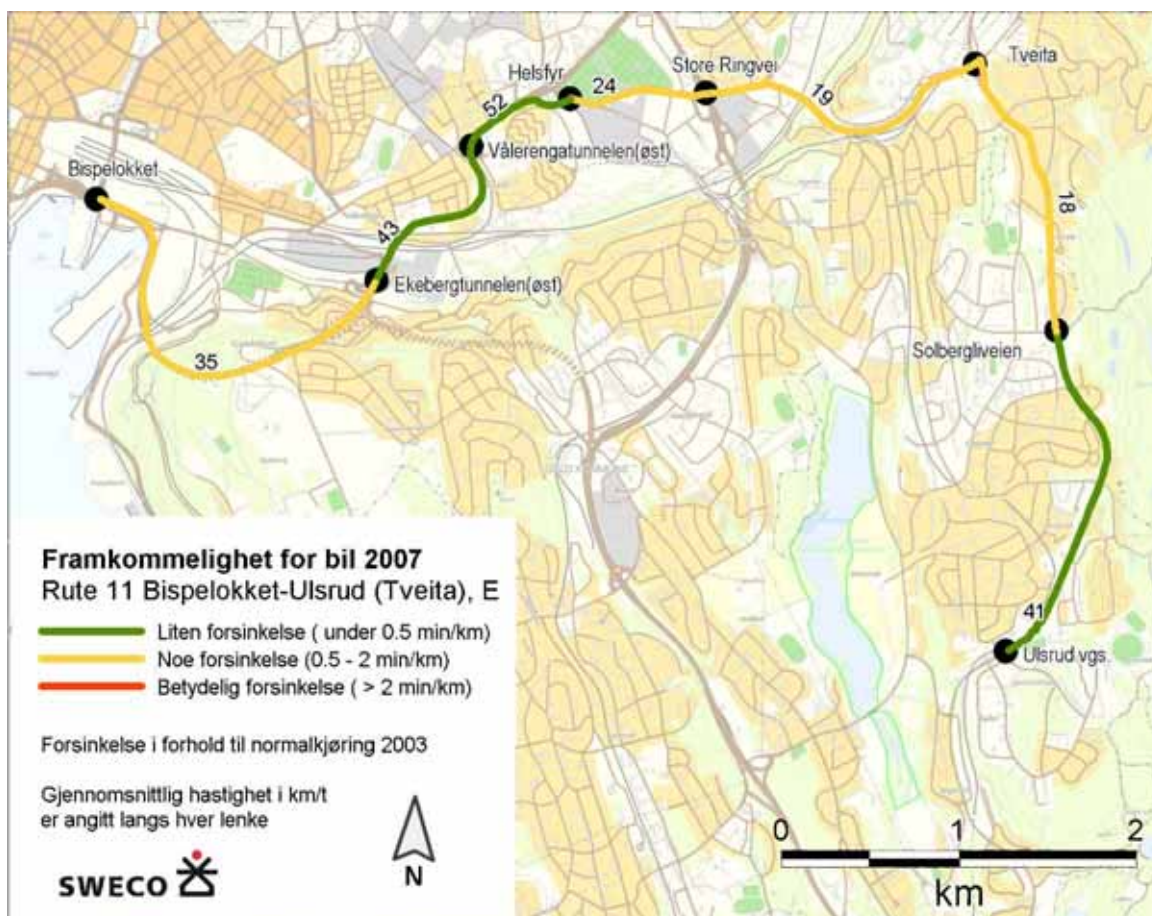 Helsfyr
24
Store Ringvei
19
Tveita
52
Vålerengatunnelen(øst)
Bispelokket
18
43
Ekebergtunnelen(øst)
35
Solbergliveien
41
Ulsrud vgs.
Framkommelighet for bil 2007
Rute 11 Bispelokket-Ulsrud (Tveita), E
Liten forsinkelse ( under 0.5 min/km)
Noe forsinkelse (0.5 - 2 min/km)
Betydelig forsinkelse ( > 2 min/km)
Forsinkelse i forhold til normalkjøring 2003
Gjennomsnittlig hastighet i km/t
er angitt langs hver lenke
SWECO
N
0 1 2
km